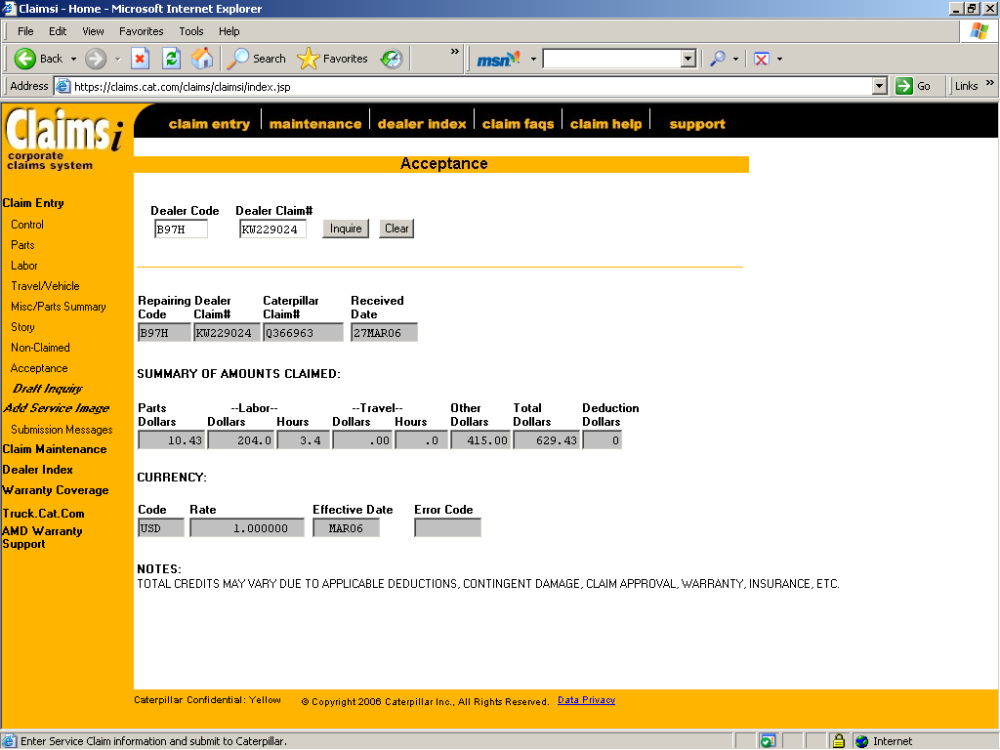 Claimsi - Home - Microsoft Internet Explorer
File Edit View Favorites Tools Help
Back Search Favorites » msn
Address https://claims.cat.com/claims/claimsi/index.jsp Go Links »
Claimsi
corporate
claims system
claim entry maintenance dealer index claim faqs claim help support
Claim Entry
Control
Parts
Labor
Travel/Vehicle
Misc/Parts Summary
Story
Non-Claimed
Acceptance
Draft Inquiry
Add Service Image
Submission Messages
Claim Maintenance
Dealer Index
Warranty Coverage
Truck.Cat.Com
AMD Warranty
Support
Acceptance
Dealer Code Dealer Claim#
B97H KW229024 Inquire Clear
Repairing Dealer Caterpillar Received
Code Claim# Claim# Date
B97H KW229024 Q366963 27MAR06
SUMMARY OF AMOUNTS CLAIMED:
Parts --Labor-- --Travel-- Other Total Deduction
Dollars Dollars Hours Dollars Hours Dollars Dollars Dollars
10.43 204.0 3.4 .00 .0 415.00 629.43 0
CURRENCY:
Code Rate Effective Date Error Code
USD 1.000000 MAR06
NOTES:
TOTAL CREDITS MAY VARY DUE TO APPLICABLE DEDUCTIONS, CONTINGENT DAMAGE, CLAIM APPROVAL, WARRANTY, INSURANCE, ETC.
Caterpillar Confidential: Yellow © Copyright 2006 Caterpillar Inc., All Rights Reserved. Data Privacy
Enter Service Claim information and submit to Caterpillar. Internet